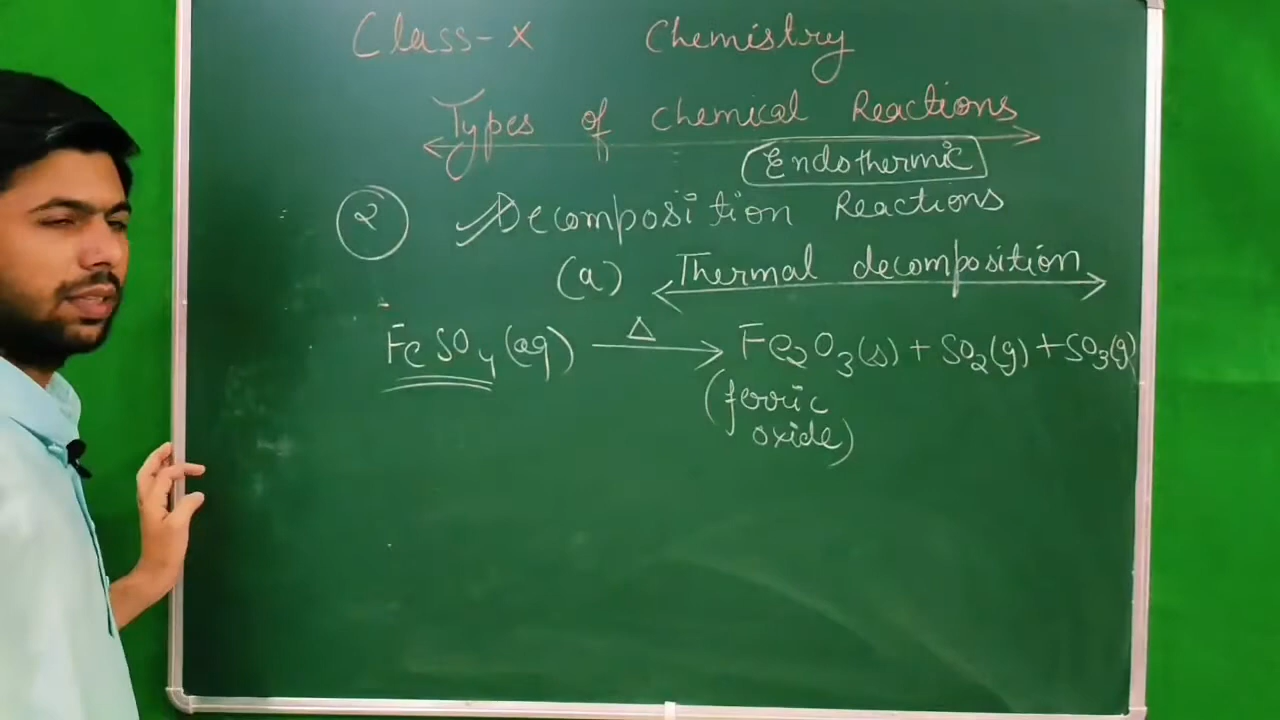 Class-X Chemistry
Types of chemical Reactions
Endothermic
2 Decomposition Reactions
(a) Thermal decomposition
FeSO4(aq) —Δ→ Fe2O3(s) + SO2(g) + SO3(g)
(ferric
oxide)